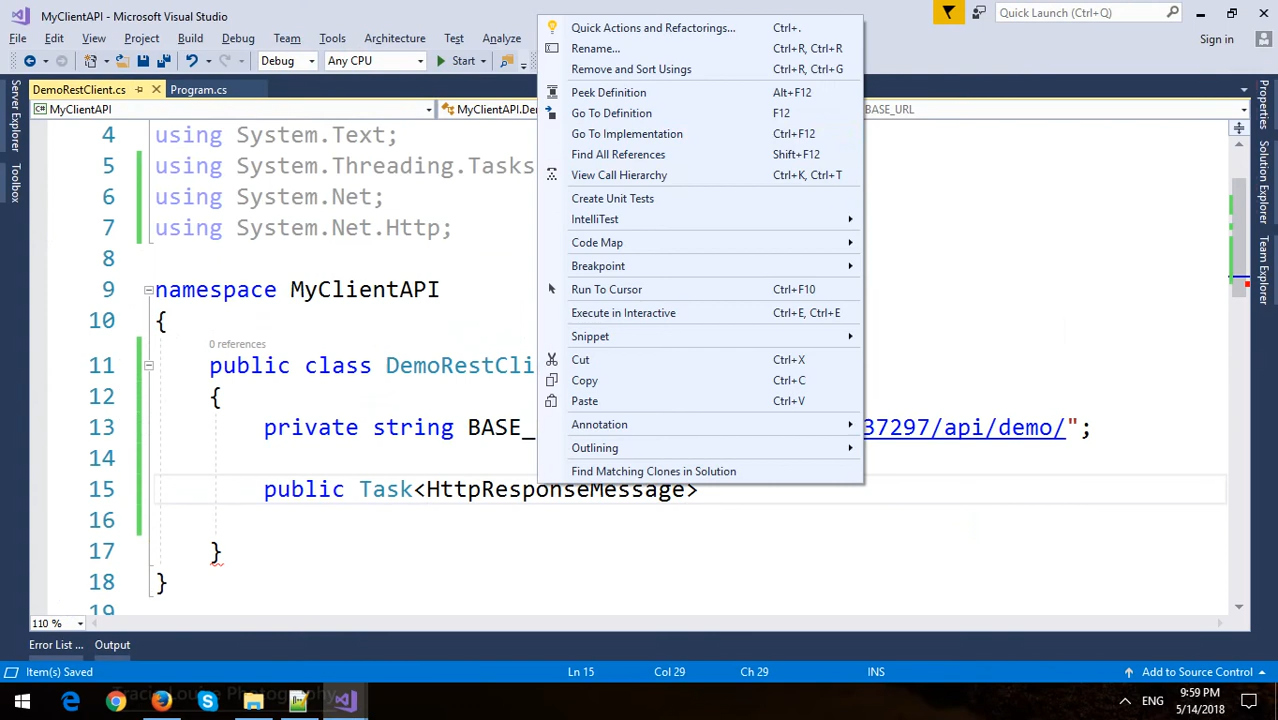 MyClientAPI - Microsoft Visual Studio
Quick Launch (Ctrl+Q)
File Edit View Project Build Debug Team Tools Architecture Test Analyze
Sign in
Debug Any CPU Start
DemoRestClient.cs Program.cs
MyClientAPI MyClientAPI.De BASE_URL
Server Explorer
Toolbox
Properties
Solution Explorer
Team Explorer
4 using System.Text;
5 using System.Threading.Tasks
6 using System.Net;
7 using System.Net.Http;
8
9 namespace MyClientAPI
10 {
0 references
11 public class DemoRestCli
12 {
13 private string BASE_ 37297/api/demo/";
14
15 public Task<HttpResponseMessage>
16
17 }
18 }
19
Quick Actions and Refactorings... Ctrl+.
Rename... Ctrl+R, Ctrl+R
Remove and Sort Usings Ctrl+R, Ctrl+G
Peek Definition Alt+F12
Go To Definition F12
Go To Implementation Ctrl+F12
Find All References Shift+F12
View Call Hierarchy Ctrl+K, Ctrl+T
Create Unit Tests
IntelliTest
Code Map
Breakpoint
Run To Cursor Ctrl+F10
Execute in Interactive Ctrl+E, Ctrl+E
Snippet
Cut Ctrl+X
Copy Ctrl+C
Paste Ctrl+V
Annotation
Outlining
Find Matching Clones in Solution
110 %
Error List ... Output
Item(s) Saved Ln 15 Col 29 Ch 29 INS Add to Source Control
Tracie Louise Photography
ENG
9:59 PM
5/14/2018